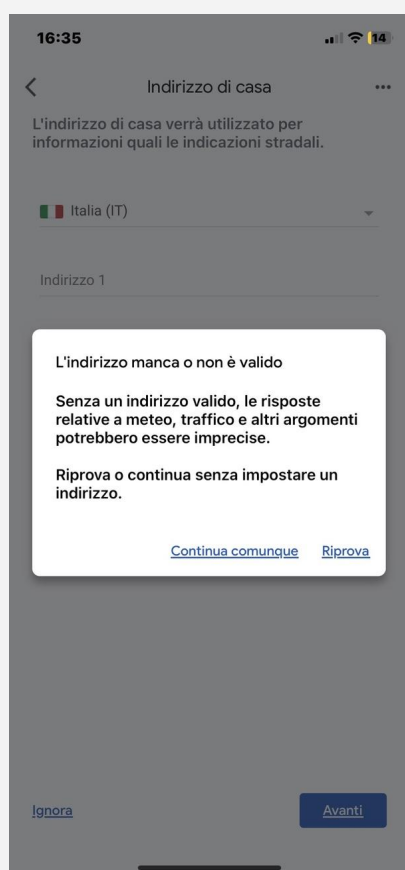 16:35
14
Indirizzo di casa
L'indirizzo di casa verrà utilizzato per
informazioni quali le indicazioni stradali.
Italia (IT)
Indirizzo 1
L'indirizzo manca o non è valido
Senza un indirizzo valido, le risposte
relative a meteo, traffico e altri argomenti
potrebbero essere imprecise.
Riprova o continua senza impostare un
indirizzo.
Continua comunque Riprova
Ignora Avanti